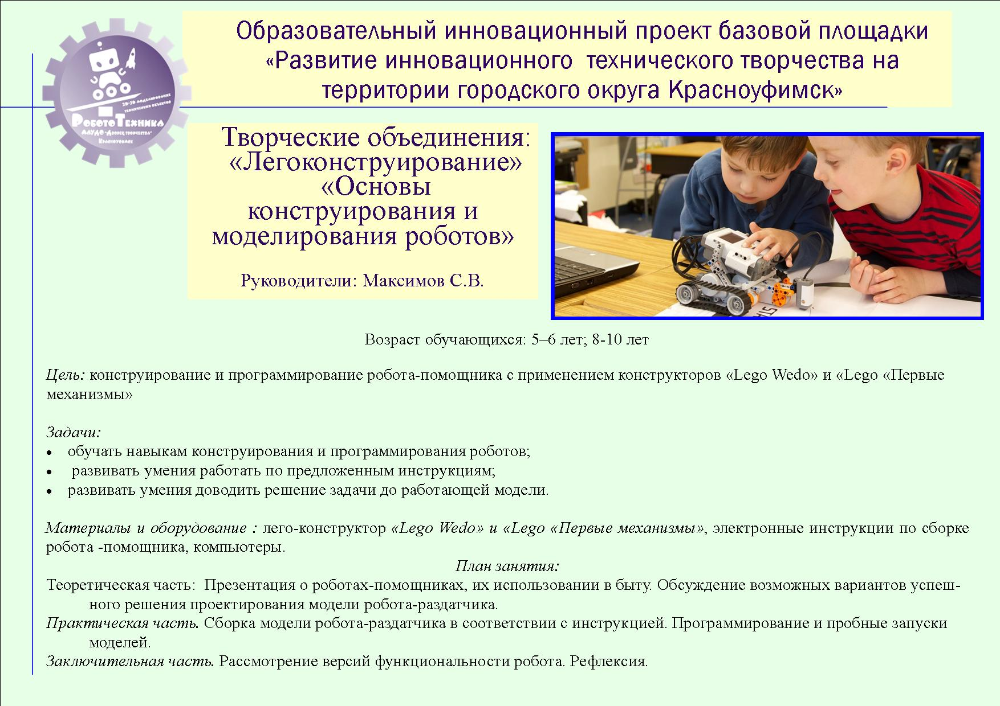 Образовательный инновационный проект базовой площадки
«Развитие инновационного технического творчества на
территории городского округа Красноуфимск»
2D-3D моделирование
технических объектов
РобоТоТехника
МАУДО «Дворец творчества»
Красноуфимск
Творческие объединения:
«Легоконструирование»
«Основы
конструирования и
моделирования роботов»
Руководители: Максимов С.В.
Возраст обучающихся: 5–6 лет; 8-10 лет
Цель: конструирование и программирование робота-помощника с применением конструкторов «Lego Wedo» и «Lego «Первые
механизмы»
Задачи:
• обучать навыкам конструирования и программирования роботов;
• развивать умения работать по предложенным инструкциям;
• развивать умения доводить решение задачи до работающей модели.
Материалы и оборудование : лего-конструктор «Lego Wedo» и «Lego «Первые механизмы», электронные инструкции по сборке
робота -помощника, компьютеры.
План занятия:
Теоретическая часть: Презентация о роботах-помощниках, их использовании в быту. Обсуждение возможных вариантов успеш-
ного решения проектирования модели робота-раздатчика.
Практическая часть. Сборка модели робота-раздатчика в соответствии с инструкцией. Программирование и пробные запуски
моделей.
Заключительная часть. Рассмотрение версий функциональности робота. Рефлексия.